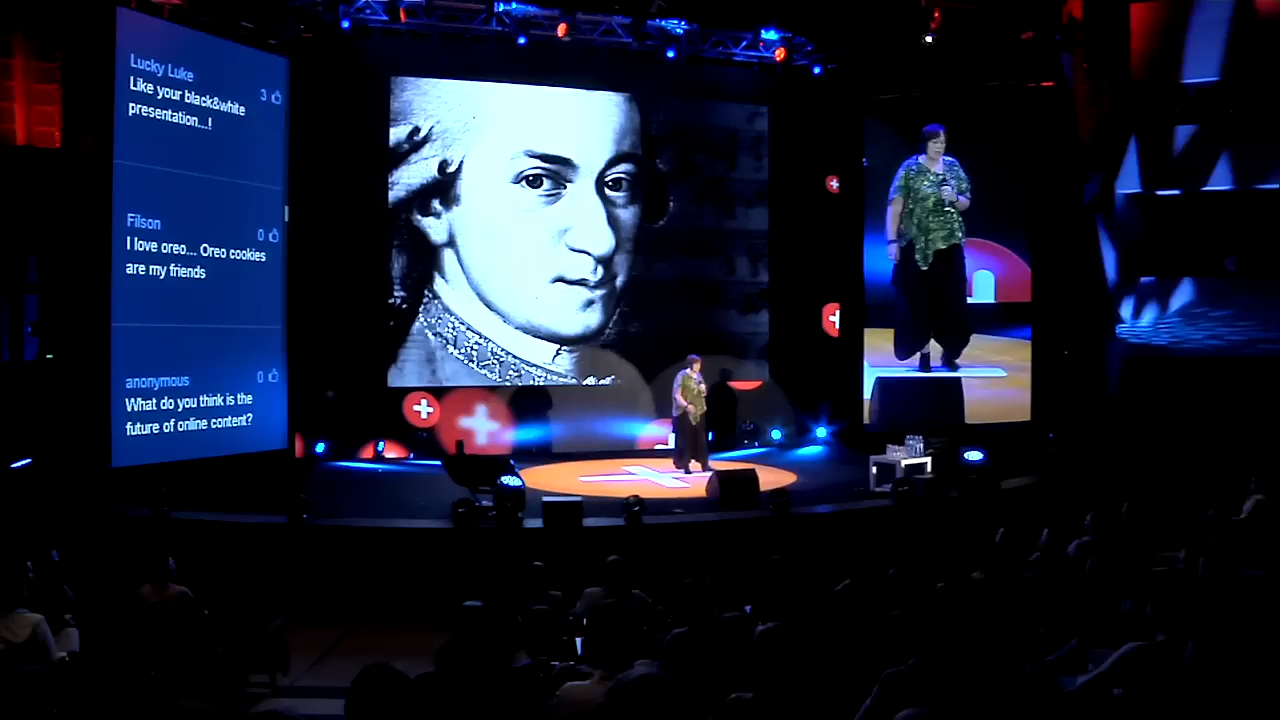 Lucky Luke
3
Like your black&white
presentation...!
Filson
0
I love oreo... Oreo cookies
are my friends
anonymous
0
What do you think is the
future of online content?